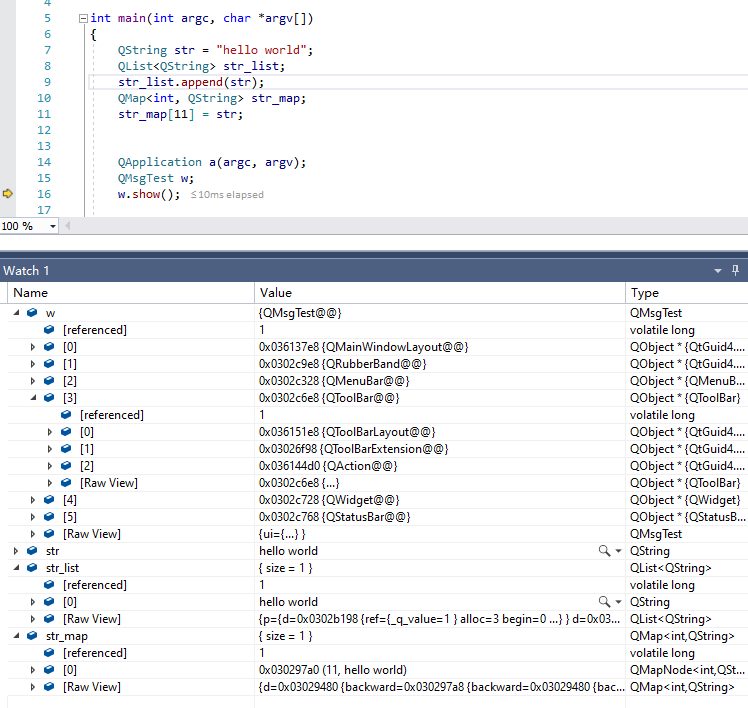 4
5 int main(int argc, char *argv[])
6 {
7 QString str = "hello world";
8 QList<QString> str_list;
9 str_list.append(str);
10 QMap<int, QString> str_map;
11 str_map[11] = str;
12
13
14 QApplication a(argc, argv);
15 QMsgTest w;
16 w.show(); ≤10ms elapsed
17
100 %
Watch 1
Name Value Type
w {QMsgTest@@} QMsgTest
[referenced] 1 volatile long
[0] 0x036137e8 {QMainWindowLayout@@} QObject * {QtGuid4....
[1] 0x0302c9e8 {QRubberBand@@} QObject * {QtGuid4....
[2] 0x0302c328 {QMenuBar@@} QObject * {QMenuB...
[3] 0x0302c6e8 {QToolBar@@} QObject * {QToolBar}
[referenced] 1 volatile long
[0] 0x036151e8 {QToolBarLayout@@} QObject * {QtGuid4....
[1] 0x03026f98 {QToolBarExtension@@} QObject * {QtGuid4....
[2] 0x036144d0 {QAction@@} QObject * {QtGuid4....
[Raw View] 0x0302c6e8 {...} QObject * {QToolBar}
[4] 0x0302c728 {QWidget@@} QObject * {QWidget}
[5] 0x0302c768 {QStatusBar@@} QObject * {QStatusB...
[Raw View] {ui={...} } QMsgTest
str hello world QString
str_list { size = 1 } QList<QString>
[referenced] 1 volatile long
[0] hello world QString
[Raw View] {p={d=0x0302b198 {ref={_q_value=1 } alloc=3 begin=0 ...} } d=0x03... QList<QString>
str_map { size = 1 } QMap<int,QString>
[referenced] 1 volatile long
[0] 0x030297a0 (11, hello world) QMapNode<int,QSt...
[Raw View] {d=0x03029480 {backward=0x030297a8 {backward=0x03029480 {bac... QMap<int,QString>